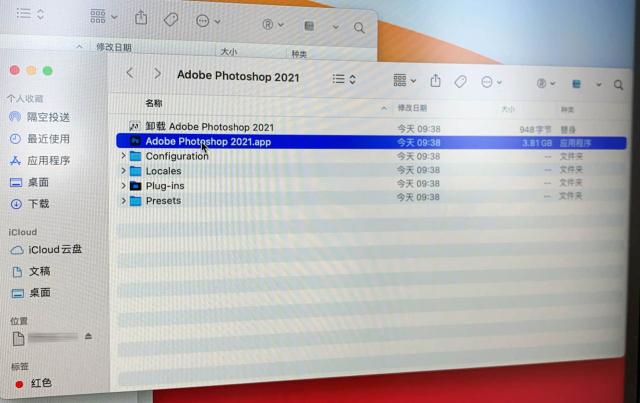 修改日期
大小
种类
Adobe Photoshop 2021
个人收藏
隔空投送
最近使用
应用程序
桌面
下载
iCloud
iCloud 云盘
文稿
桌面
位置
标签
红色
名称
修改日期
大小
种类
卸载 Adobe Photoshop 2021
今天 09:38
948 字节
替身
Adobe Photoshop 2021.app
今天 09:38
3.81 GB
应用程序
Configuration
今天 09:38
--
文件夹
Locales
今天 09:38
--
文件夹
Plug-ins
今天 09:38
--
文件夹
Presets
今天 09:38
--
文件夹